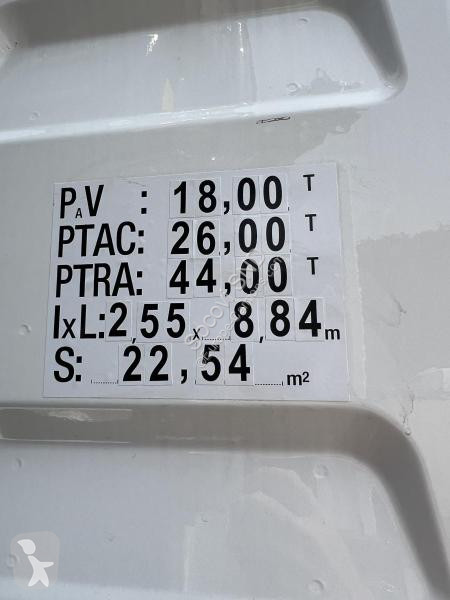 PAV : 18,00 T
PTAC: 26,00 T
PTRA: 44,00 T
IxL: 2,55 x 8,84 m
S: 22,54 m²